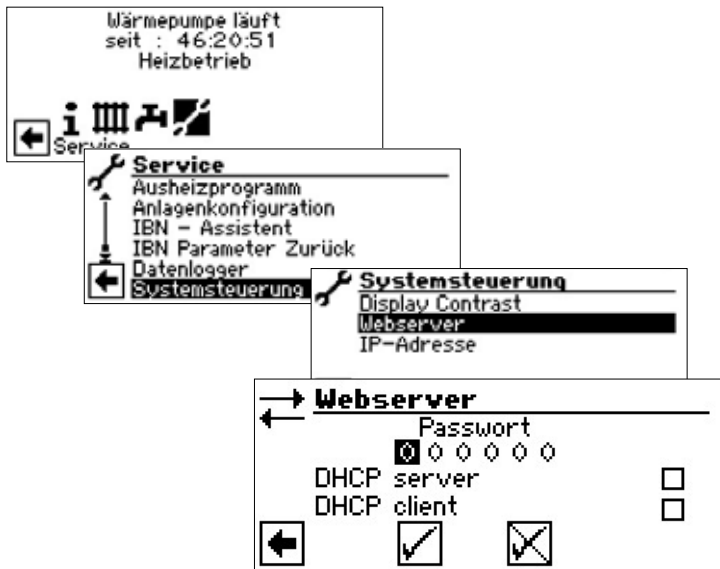 Wärmepumpe läuft
seit : 46:20:51
Heizbetrieb
Service
Service
Ausheizprogramm
Anlagenkonfiguration
IBN - Assistent
IBN Parameter Zurück
Datenlogger
Systemsteuerung
Systemsteuerung
Display Contrast
Webserver
IP-Adresse
Webserver
Passwort
0 0 0 0 0 0
DHCP server
DHCP client